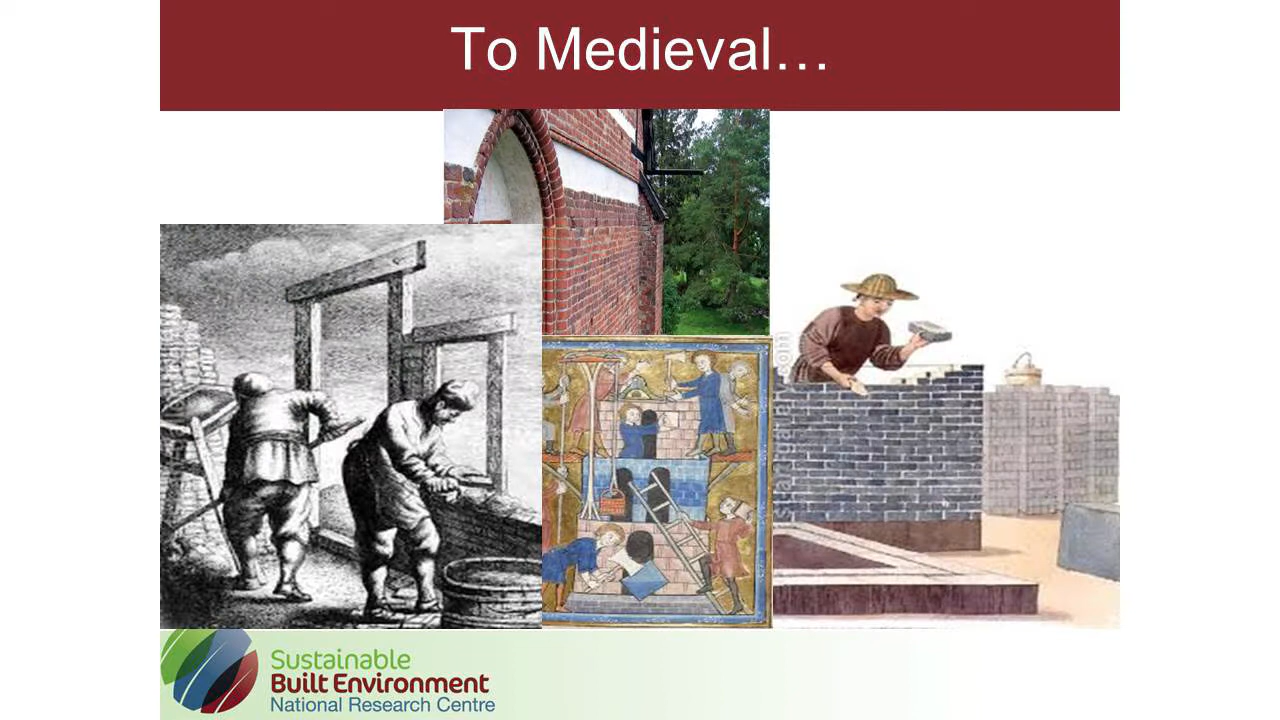 To Medieval…
Sustainable
Built Environment
National Research Centre